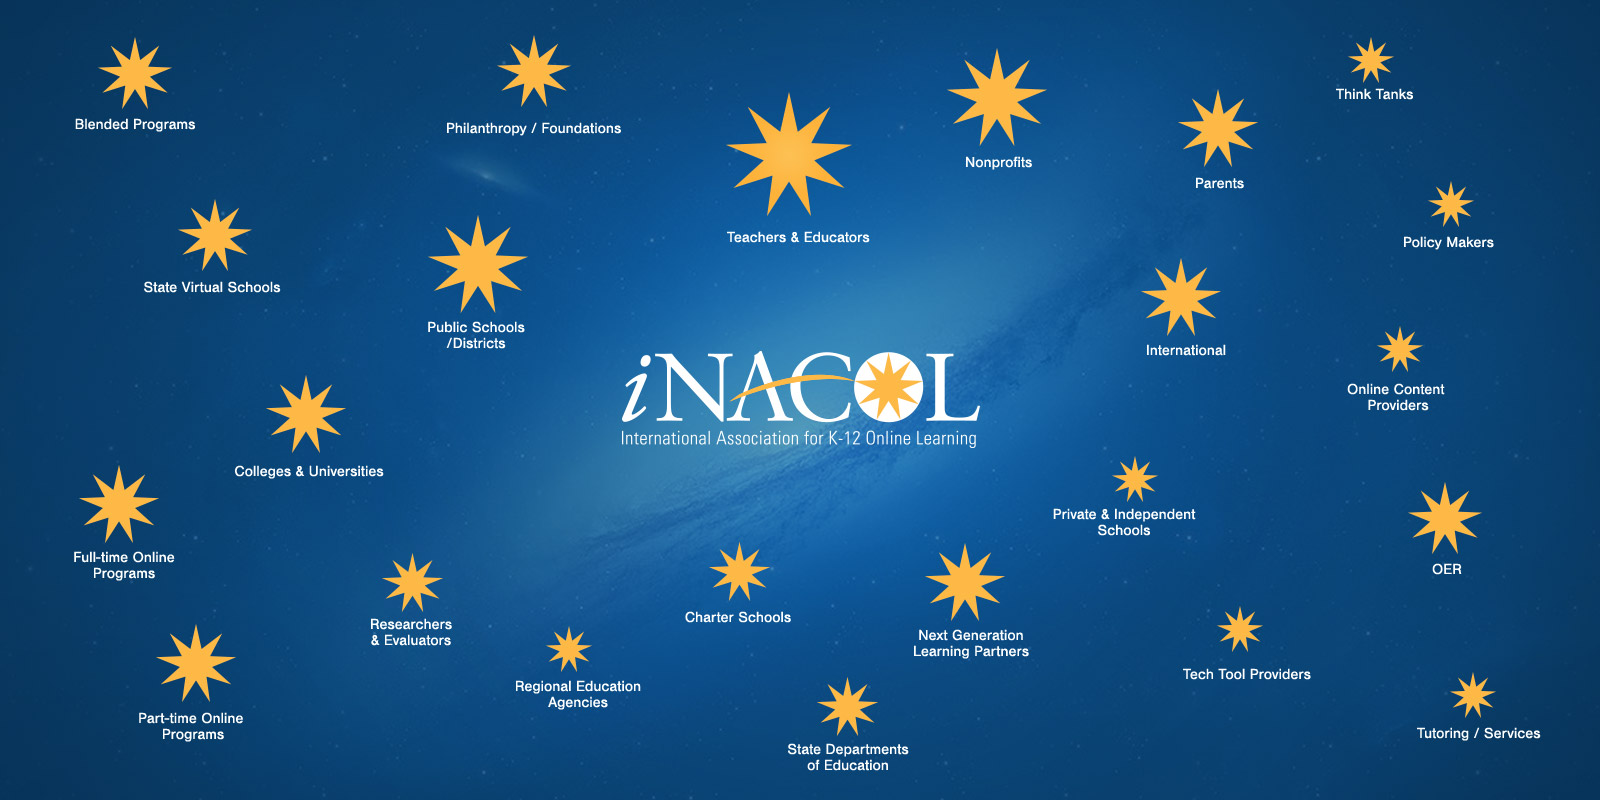 Think Tanks
Blended Programs
Philanthropy / Foundations
Nonprofits
Parents
Teachers & Educators
Policy Makers
State Virtual Schools
Public Schools
/Districts
International
Online Content
Providers
iNACOL
International Association for K-12 Online Learning
Colleges & Universities
Private & Independent
Schools
Full-time Online
Programs
OER
Charter Schools
Researchers
& Evaluators
Next Generation
Learning Partners
Tech Tool Providers
Regional Education
Agencies
Part-time Online
Programs
Tutoring / Services
State Departments
of Education